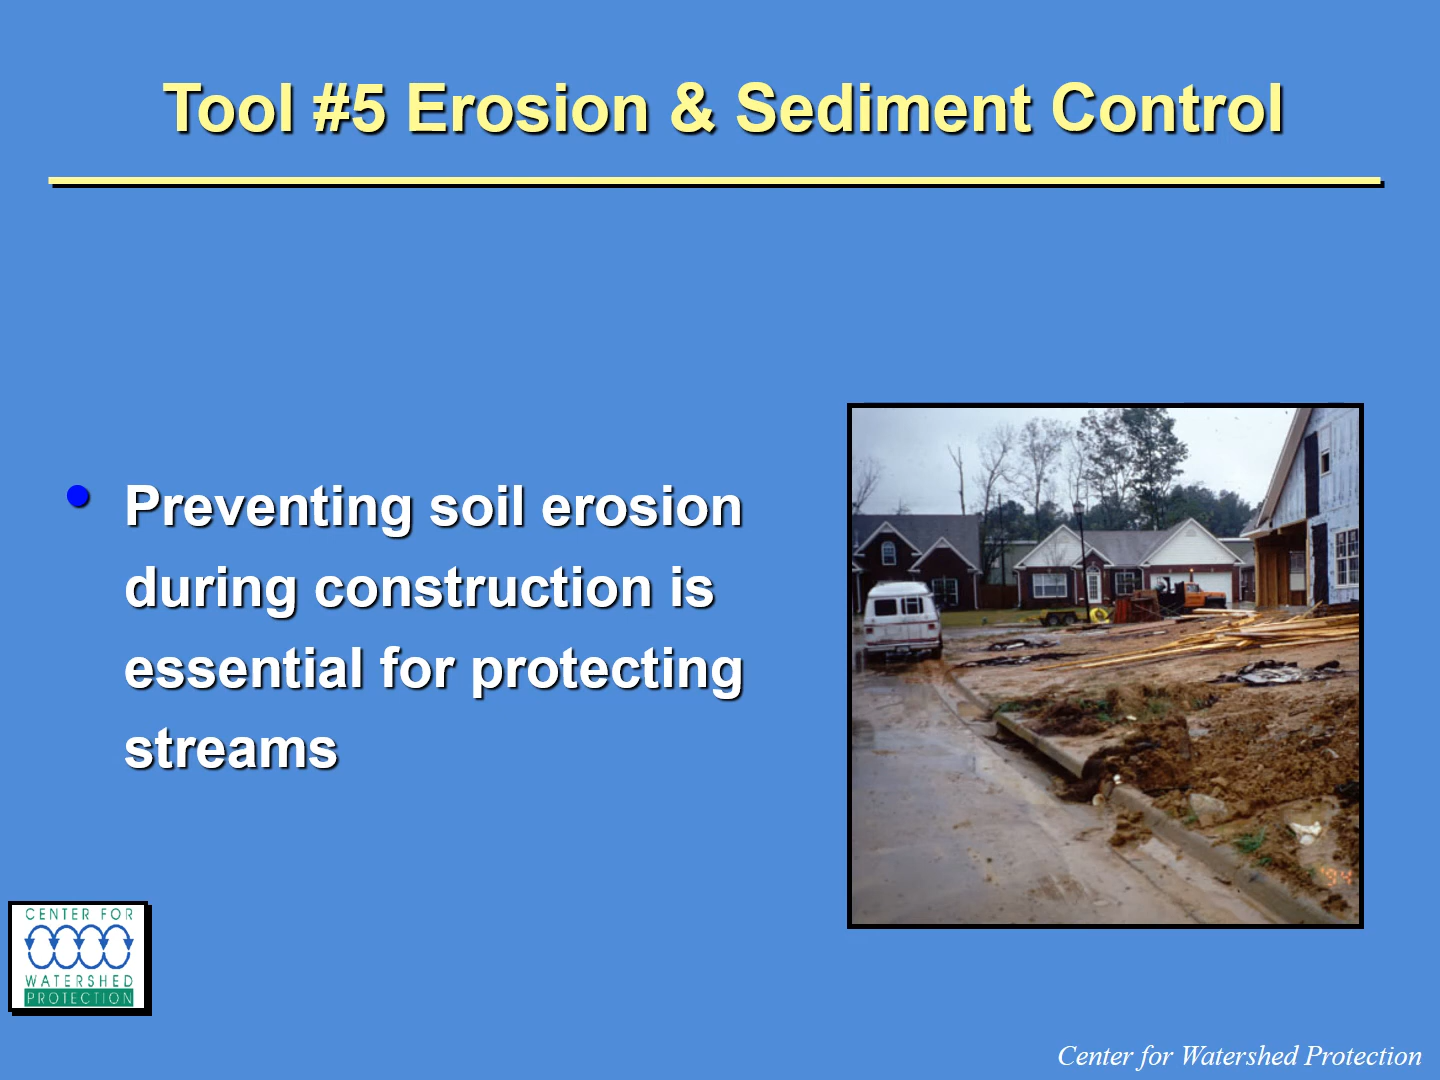 Tool #5 Erosion & Sediment Control
• Preventing soil erosion
during construction is
essential for protecting
streams
'94
CENTER FOR
WATERSHED
PROTECTION
Center for Watershed Protection